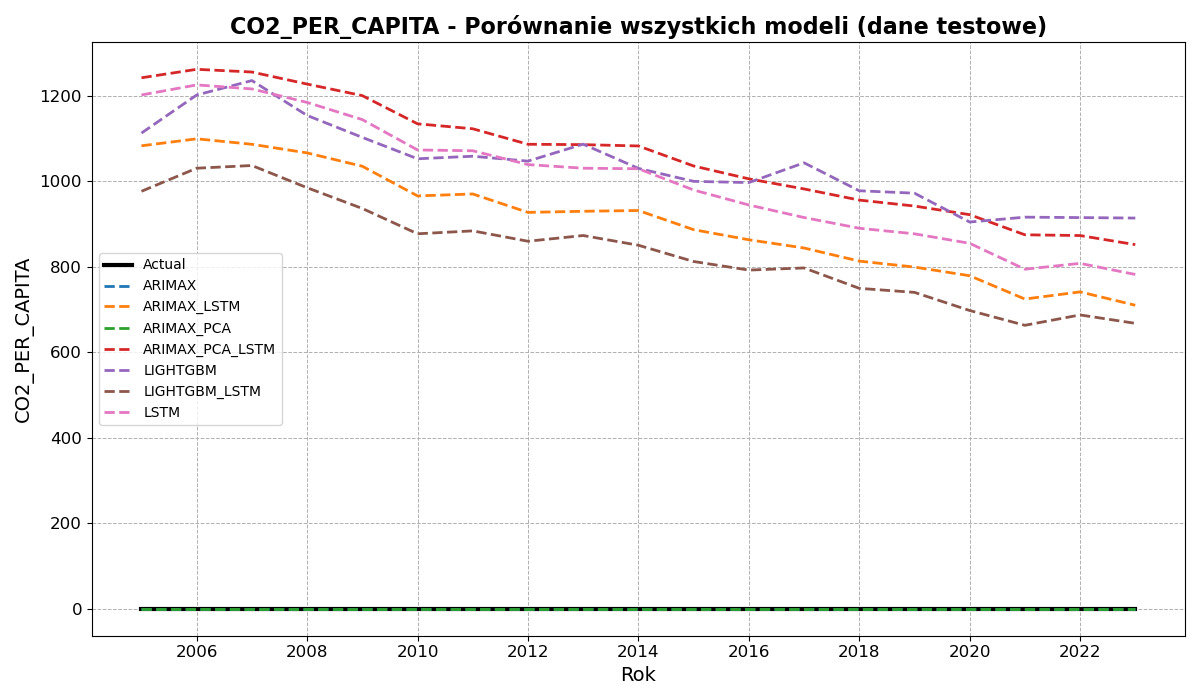 CO2_PER_CAPITA - Porównanie wszystkich modeli (dane testowe)
CO2_PER_CAPITA
1200
1000
800
600
400
200
0
Actual
ARIMAX
ARIMAX_LSTM
ARIMAX_PCA
ARIMAX_PCA_LSTM
LIGHTGBM
LIGHTGBM_LSTM
LSTM
2006 2008 2010 2012 2014 2016 2018 2020 2022
Rok